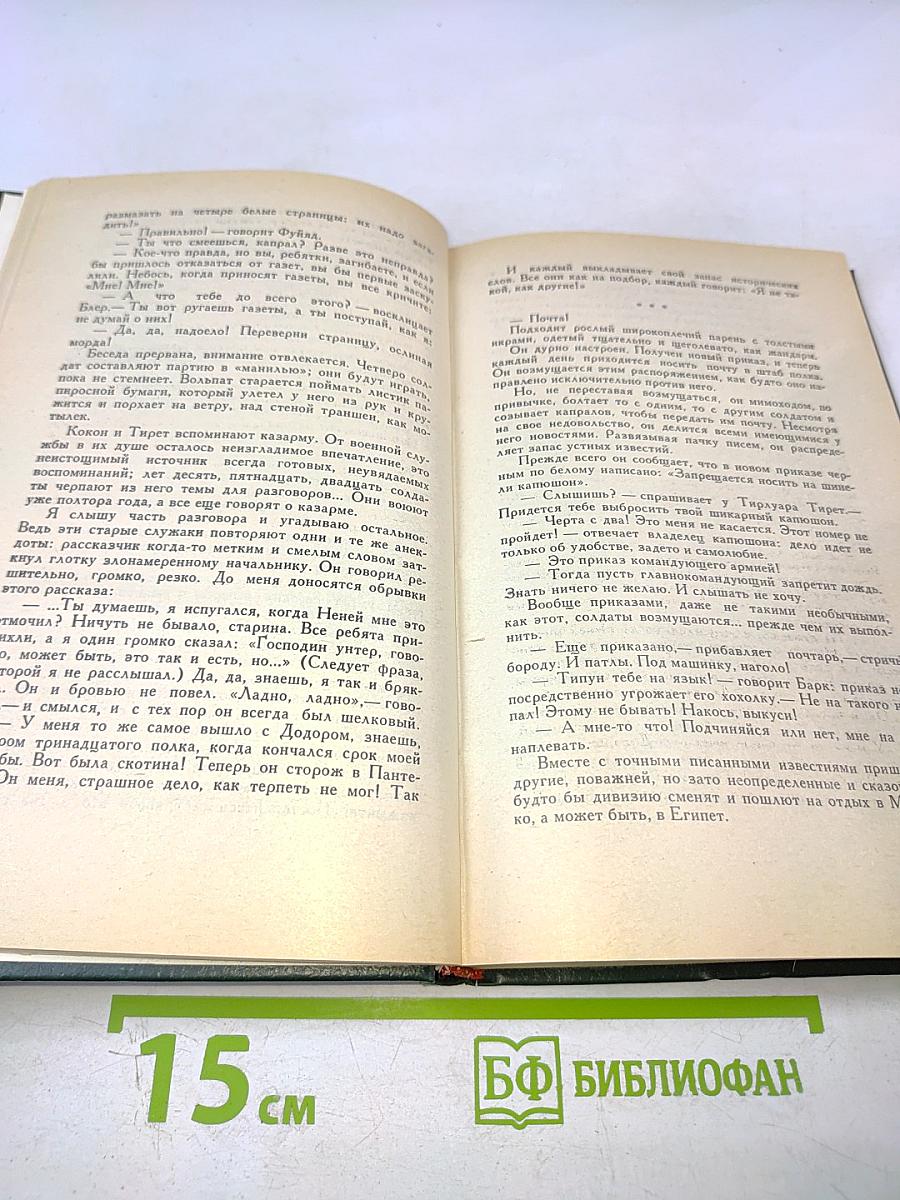 размазать на четыре белые страницы: их надо зага-
дить!»
— Правильно! — говорит Фуйяд.
— Ты что смеешься, капрал? Разве это неправда?
— Кое-что правда, но вы, ребятки, загибаете, и если
бы пришлось отказаться от газет, вы бы первые заску-
лили. Небось, когда приносят газеты, вы все кричите:
«Мне! Мне!»
— А что тебе до всего этого? — восклицает
Блер.— Ты вот ругаешь газеты, а ты поступай, как я:
не думай о них!
— Да, да, надоело! Переверни страницу, ослиная
морда!
Беседа прервана, внимание отвлекается. Четверо сол-
дат составляют партию в «манилью»; они будут играть,
пока не стемнеет. Вольпат старается поймать листик па-
пиросной бумаги, который улетел у него из рук и кру-
жится и порхает на ветру, над стеной траншеи, как мо-
тылек.
Кокон и Тирет вспоминают казарму. От военной слу-
жбы в их душе осталось неизгладимое впечатление, это
неистощимый источник всегда готовых, неувядаемых
воспоминаний; лет десять, пятнадцать, двадцать солда-
ты черпают из него темы для разговоров... Они воюют
уже полтора года, а все еще говорят о казарме.
Я слышу часть разговора и угадываю остальное.
Ведь эти старые служаки повторяют одни и те же анек-
доты: рассказчик когда-то метким и смелым словом зат-
кнул глотку злонамеренному начальнику. Он говорил ре-
шительно, громко, резко. До меня доносятся обрывки
этого рассказа:
— ...Ты думаешь, я испугался, когда Неней мне это
отмочил? Ничуть не бывало, старина. Все ребята при-
ихли, а я один громко сказал: «Господин унтер, гово-
ю, может быть, это так и есть, но...» (Следует фраза,
торой я не расслышал.) Да, да, знаешь, я так и бряк-
. Он и бровью не повел. «Ладно, ладно»,— гово-
— и смылся, и с тех пор он всегда был шелковый.
— У меня то же самое вышло с Додором, знаешь,
ром тринадцатого полка, когда кончался срок моей
бы. Вот была скотина! Теперь он сторож в Панте-
Он меня, страшное дело, как терпеть не мог! Так
И каждый выкладывает свой запас исторических
слов. Все они как на подбор, каждый говорит: «Я не та-
кой, как другие!»
* * *
— Почта!
Подходит рослый широкоплечий парень с толстыми
икрами, одетый тщательно и щеголевато, как жандарм.
Он дурно настроен. Получен новый приказ, и теперь
каждый день приходится носить почту в штаб полка.
Он возмущается этим распоряжением, как будто оно на-
правлено исключительно против него.
Но, не переставая возмущаться, он мимоходом, по
привычке, болтает то с одним, то с другим солдатом и
созывает капралов, чтобы передать им почту. Несмотря
на свое недовольство, он делится всеми имеющимися у
него новостями. Развязывая пачку писем, он распреде-
ляет запас устных известий.
Прежде всего он сообщает, что в новом приказе чер-
ным по белому написано: «Запрещается носить на шине-
ли капюшон».
— Слышишь? — спрашивает у Тирлуара Тирет.—
Придется тебе выбросить твой шикарный капюшон.
— Черта с два! Это меня не касается. Этот номер не
пройдет! — отвечает владелец капюшона: дело идет не
только об удобстве, задето и самолюбие.
— Это приказ командующего армией!
— Тогда пусть главнокомандующий запретит дождь.
Знать ничего не желаю. И слышать не хочу.
Вообще приказами, даже не такими необычными,
как этот, солдаты возмущаются... прежде чем их выпол-
нить.
— Еще приказано,— прибавляет почтарь,— стричь
бороду. И патлы. Под машинку, наголо!
— Типун тебе на язык! — говорит Барк: приказ не
посредственно угрожает его хохолку.— Не на такого н
пал! Этому не бывать! Накось, выкуси!
— А мне-то что! Подчиняйся или нет, мне на
наплевать.
Вместе с точными писанными известиями приш
другие, поважней, но зато неопределенные и сказо
будто бы дивизию сменят и пошлют на отдых в М
ко, а может быть, в Египет.
15 см
БФ БИБЛИОФАН